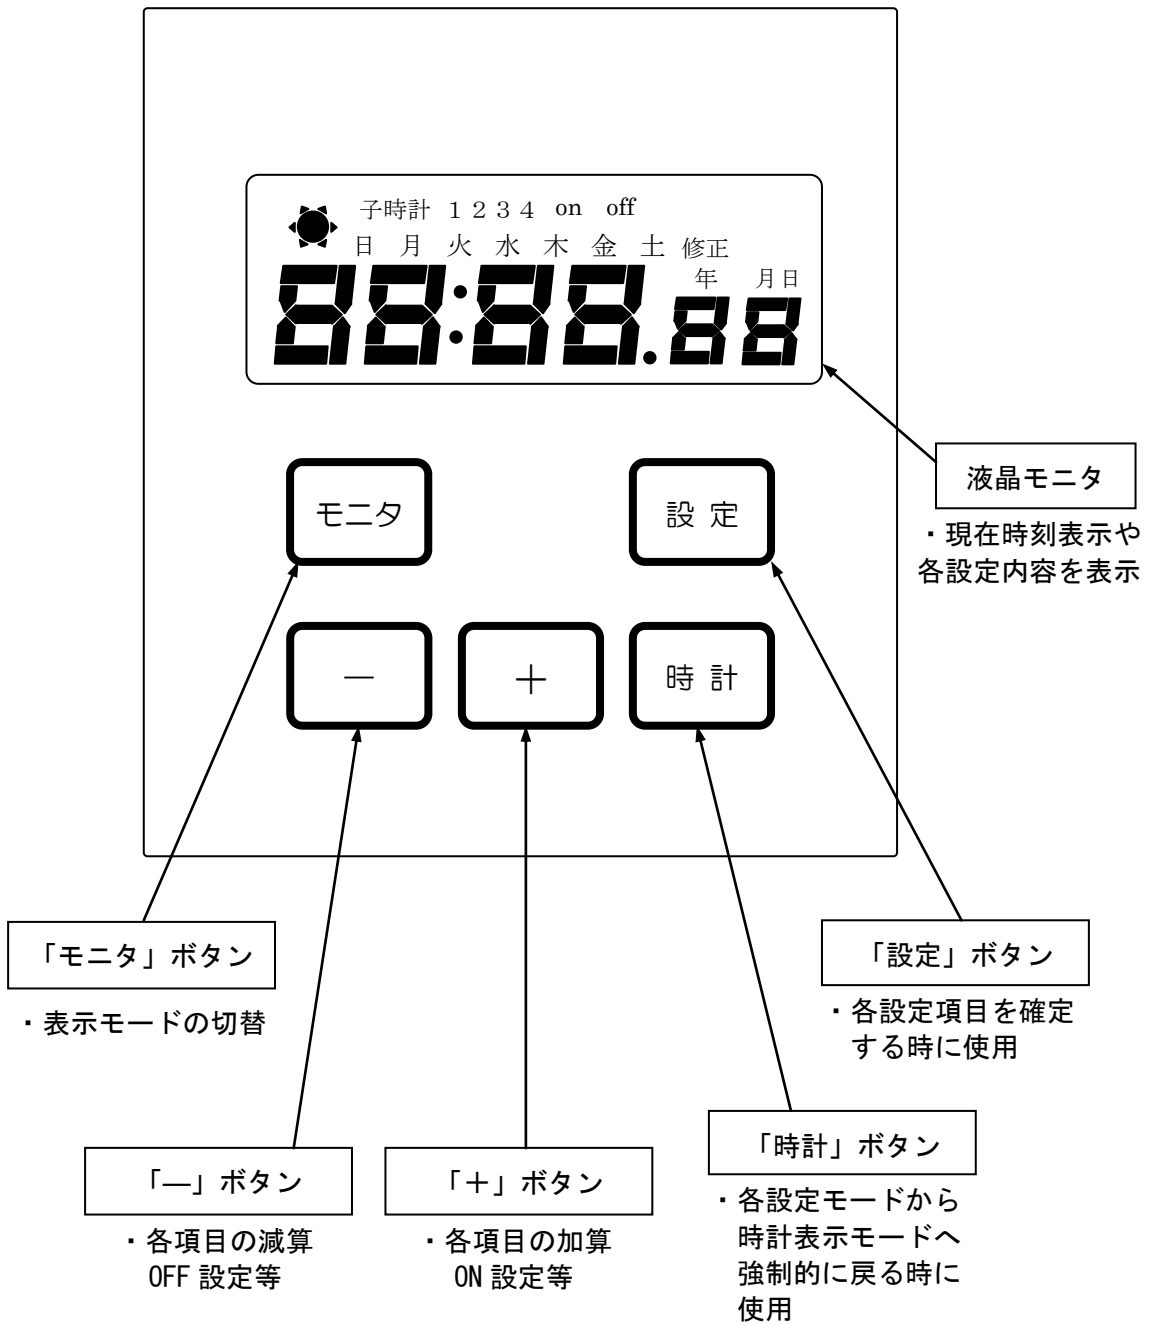 子時計 1 2 3 4 on off
日 月 火 水 木 金 土 修正
年 月日
88:88.88
モニタ
設 定
液晶モニタ
・現在時刻表示や
各設定内容を表示
－
＋
時 計
「モニタ」ボタン
・表示モードの切替
「設定」ボタン
・各設定項目を確定
する時に使用
「時計」ボタン
・各設定モードから
時計表示モードへ
強制的に戻る時に
使用
「―」ボタン
・各項目の減算
OFF 設定等
「＋」ボタン
・各項目の加算
ON 設定等